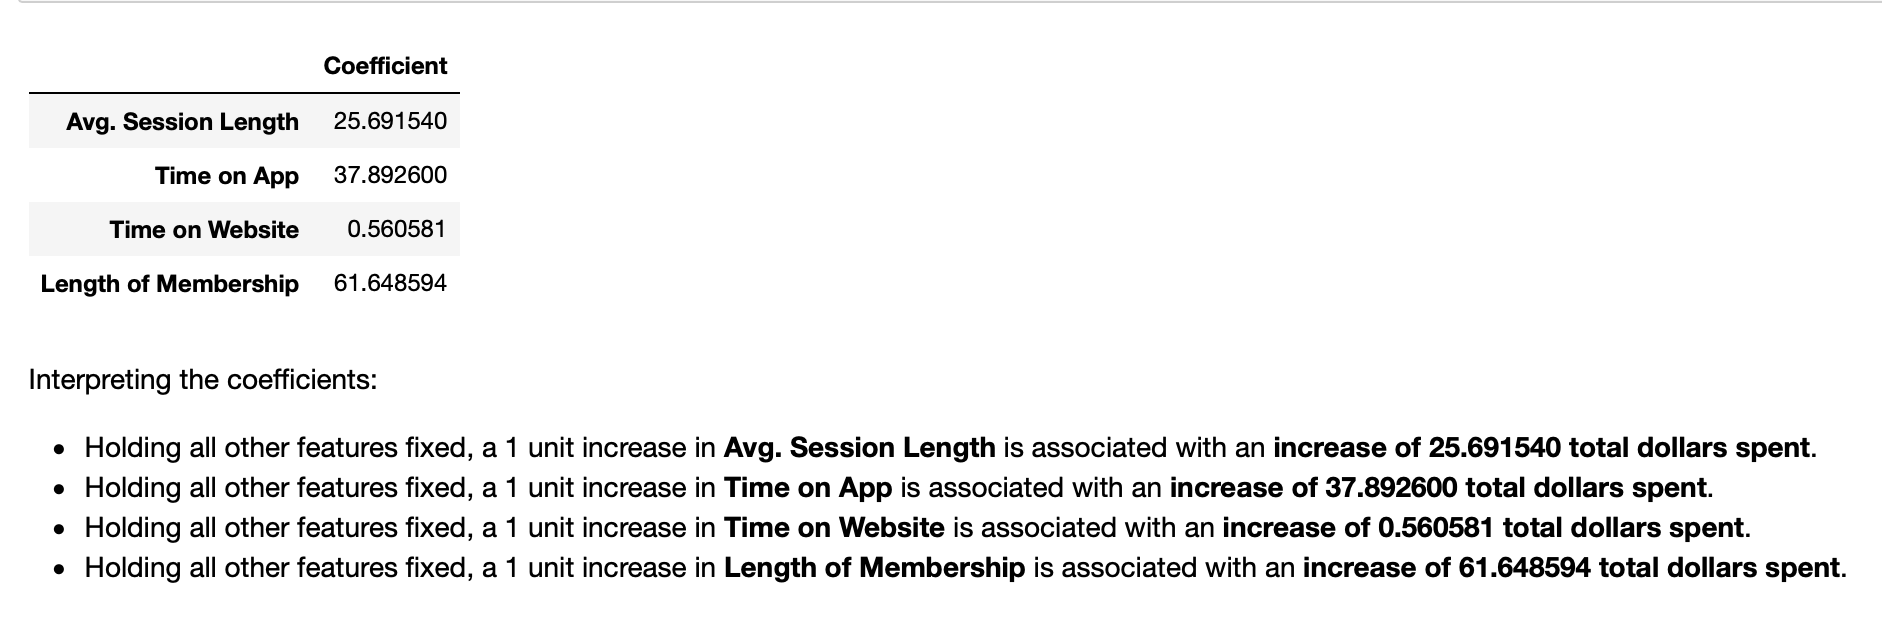 Coefficient
Avg. Session Length 25.691540
Time on App 37.892600
Time on Website 0.560581
Length of Membership 61.648594
Interpreting the coefficients:
• Holding all other features fixed, a 1 unit increase in Avg. Session Length is associated with an increase of 25.691540 total dollars spent.
• Holding all other features fixed, a 1 unit increase in Time on App is associated with an increase of 37.892600 total dollars spent.
• Holding all other features fixed, a 1 unit increase in Time on Website is associated with an increase of 0.560581 total dollars spent.
• Holding all other features fixed, a 1 unit increase in Length of Membership is associated with an increase of 61.648594 total dollars spent.